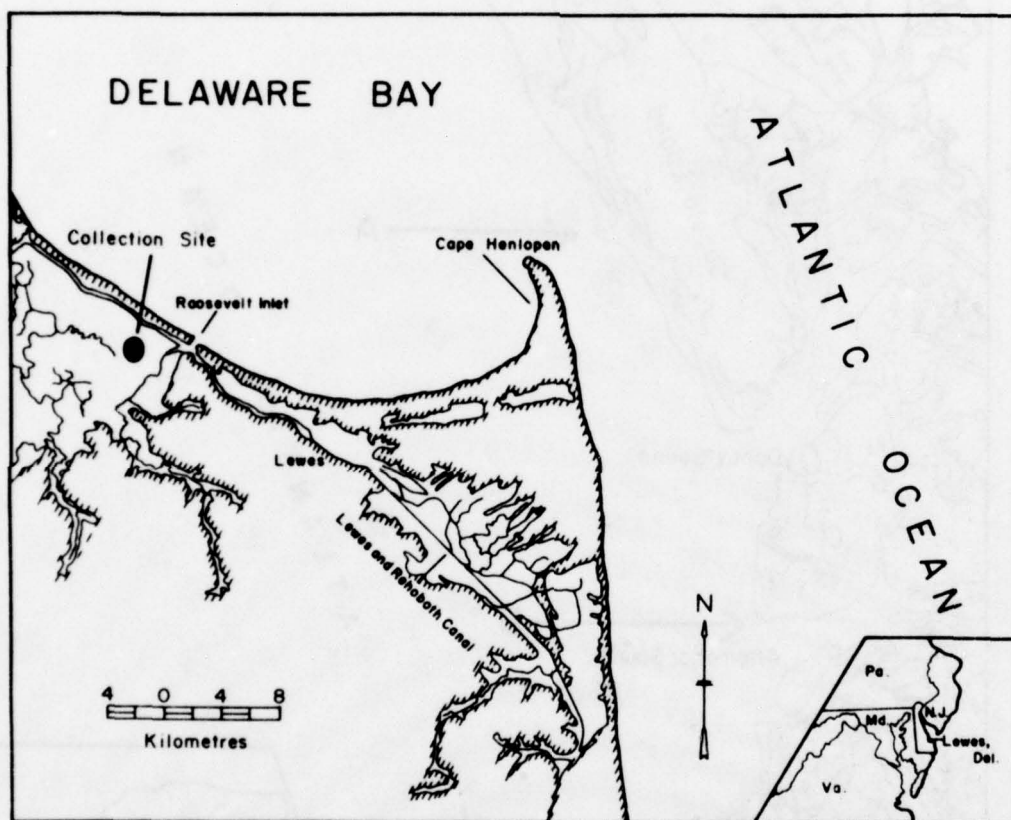 DELAWARE BAY
ATLANTIC
OCEAN
Collection Site
Cape Henlopen
Roosevelt Inlet
Lewes
Lewes and Rehoboth Canal
N
4 0 4 8
Kilometres
Pa.
N.J.
Md.
Lewes,
Del.
Va.